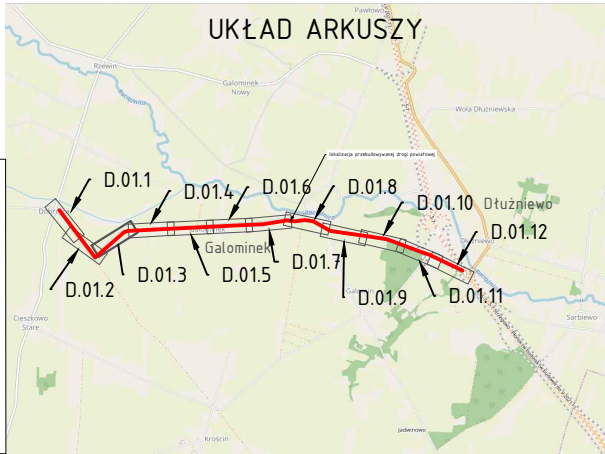 Pawłowo
UKŁAD ARKUSZY
Rzewin
Galominek
Nowy
Wola Dłużniewska
lokalizacja przebudowywanej drogi powiatowej
D.01.1
D.01.4
D.01.6
D.01.8
D.01.10
Dłużniewo
D.01.12
Galominek
D.01.2
D.01.3
D.01.5
D.01.7
D.01.9
D.01.11
Cieszkowo
Stare
Sarbiewo
Jadwinowo
Krościn